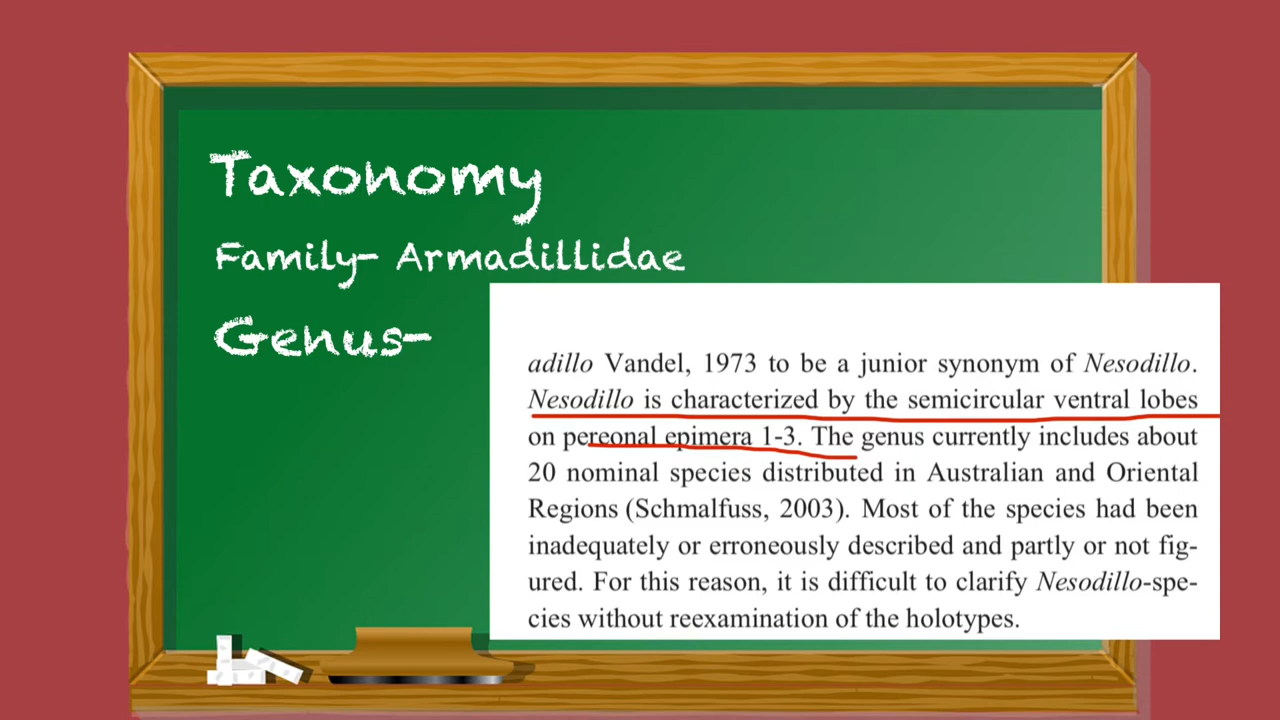 Taxonomy
Family- Armadillidae
Genus-
adillo Vandel, 1973 to be a junior synonym of Nesodillo.
Nesodillo is characterized by the semicircular ventral lobes
on pereonal epimera 1-3. The genus currently includes about
20 nominal species distributed in Australian and Oriental
Regions (Schmalfuss, 2003). Most of the species had been
inadequately or erroneously described and partly or not fig-
ured. For this reason, it is difficult to clarify Nesodillo-spe-
cies without reexamination of the holotypes.